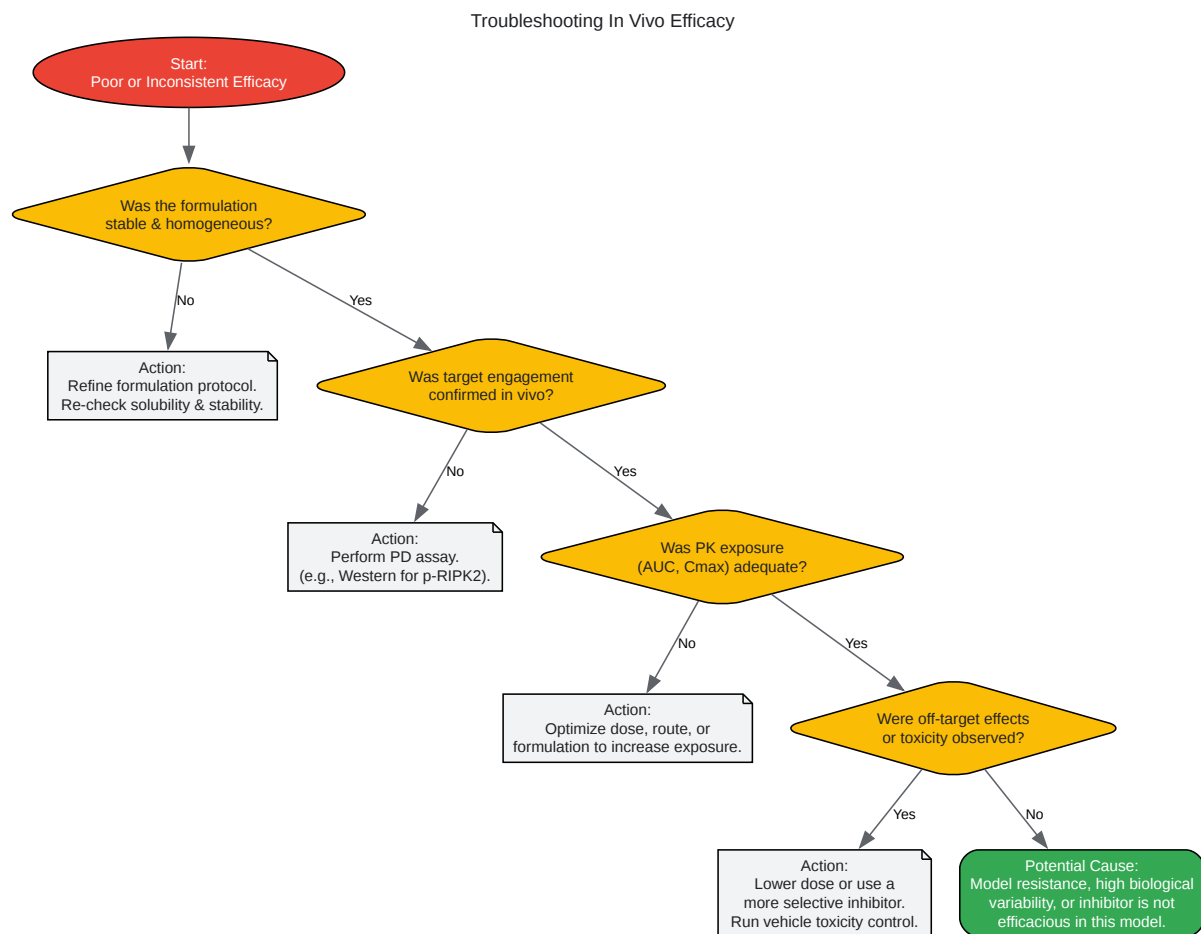 Troubleshooting In Vivo Efficacy
Start:
Poor or Inconsistent Efficacy
Was the formulation
stable & homogeneous?
No
Yes
Action:
Refine formulation protocol.
Re-check solubility & stability.
Was target engagement
confirmed in vivo?
No
Yes
Action:
Perform PD assay.
(e.g., Western for p-RIPK2).
Was PK exposure
(AUC, Cmax) adequate?
No
Yes
Action:
Optimize dose, route, or
formulation to increase exposure.
Were off-target effects
or toxicity observed?
Yes
No
Action:
Lower dose or use a
more selective inhibitor.
Run vehicle toxicity control.
Potential Cause:
Model resistance, high biological
variability, or inhibitor is not
efficacious in this model.